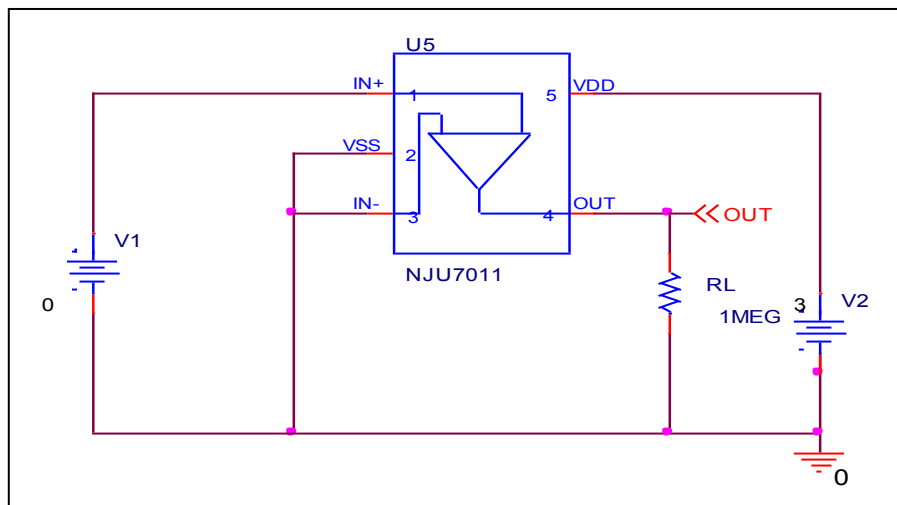 U5
IN+
1
5
VDD
VSS
2
IN-
3
4
OUT
OUT
NJU7011
V1
0
RL
1MEG
3
V2
0